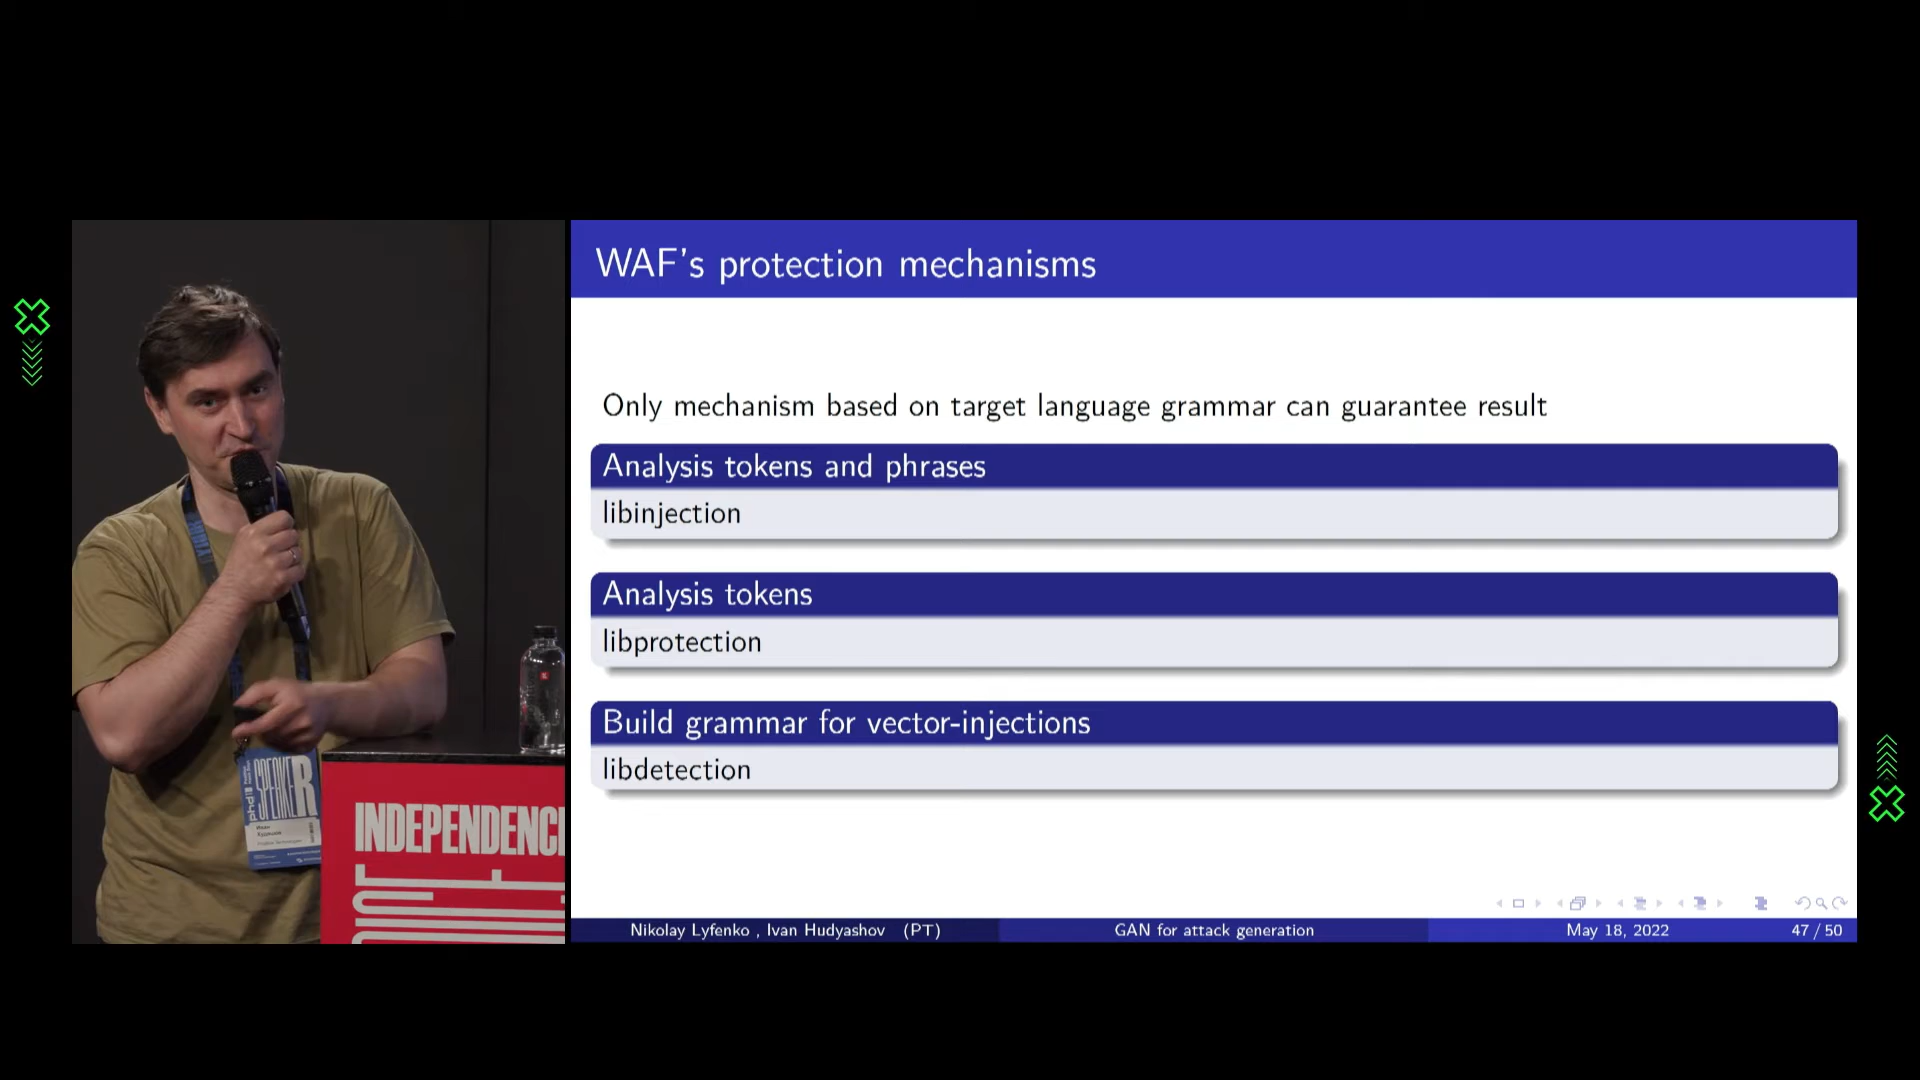 WAF's protection mechanisms
Only mechanism based on target language grammar can guarantee result
Analysis tokens and phrases
libinjection
Analysis tokens
libprotection
Build grammar for vector-injections
libdetection
Nikolay Lyfenko , Ivan Hudyashov (PT)
GAN for attack generation
May 18, 2022
47 / 50
SPEAKER
phd
Иван
INDEPENDENC